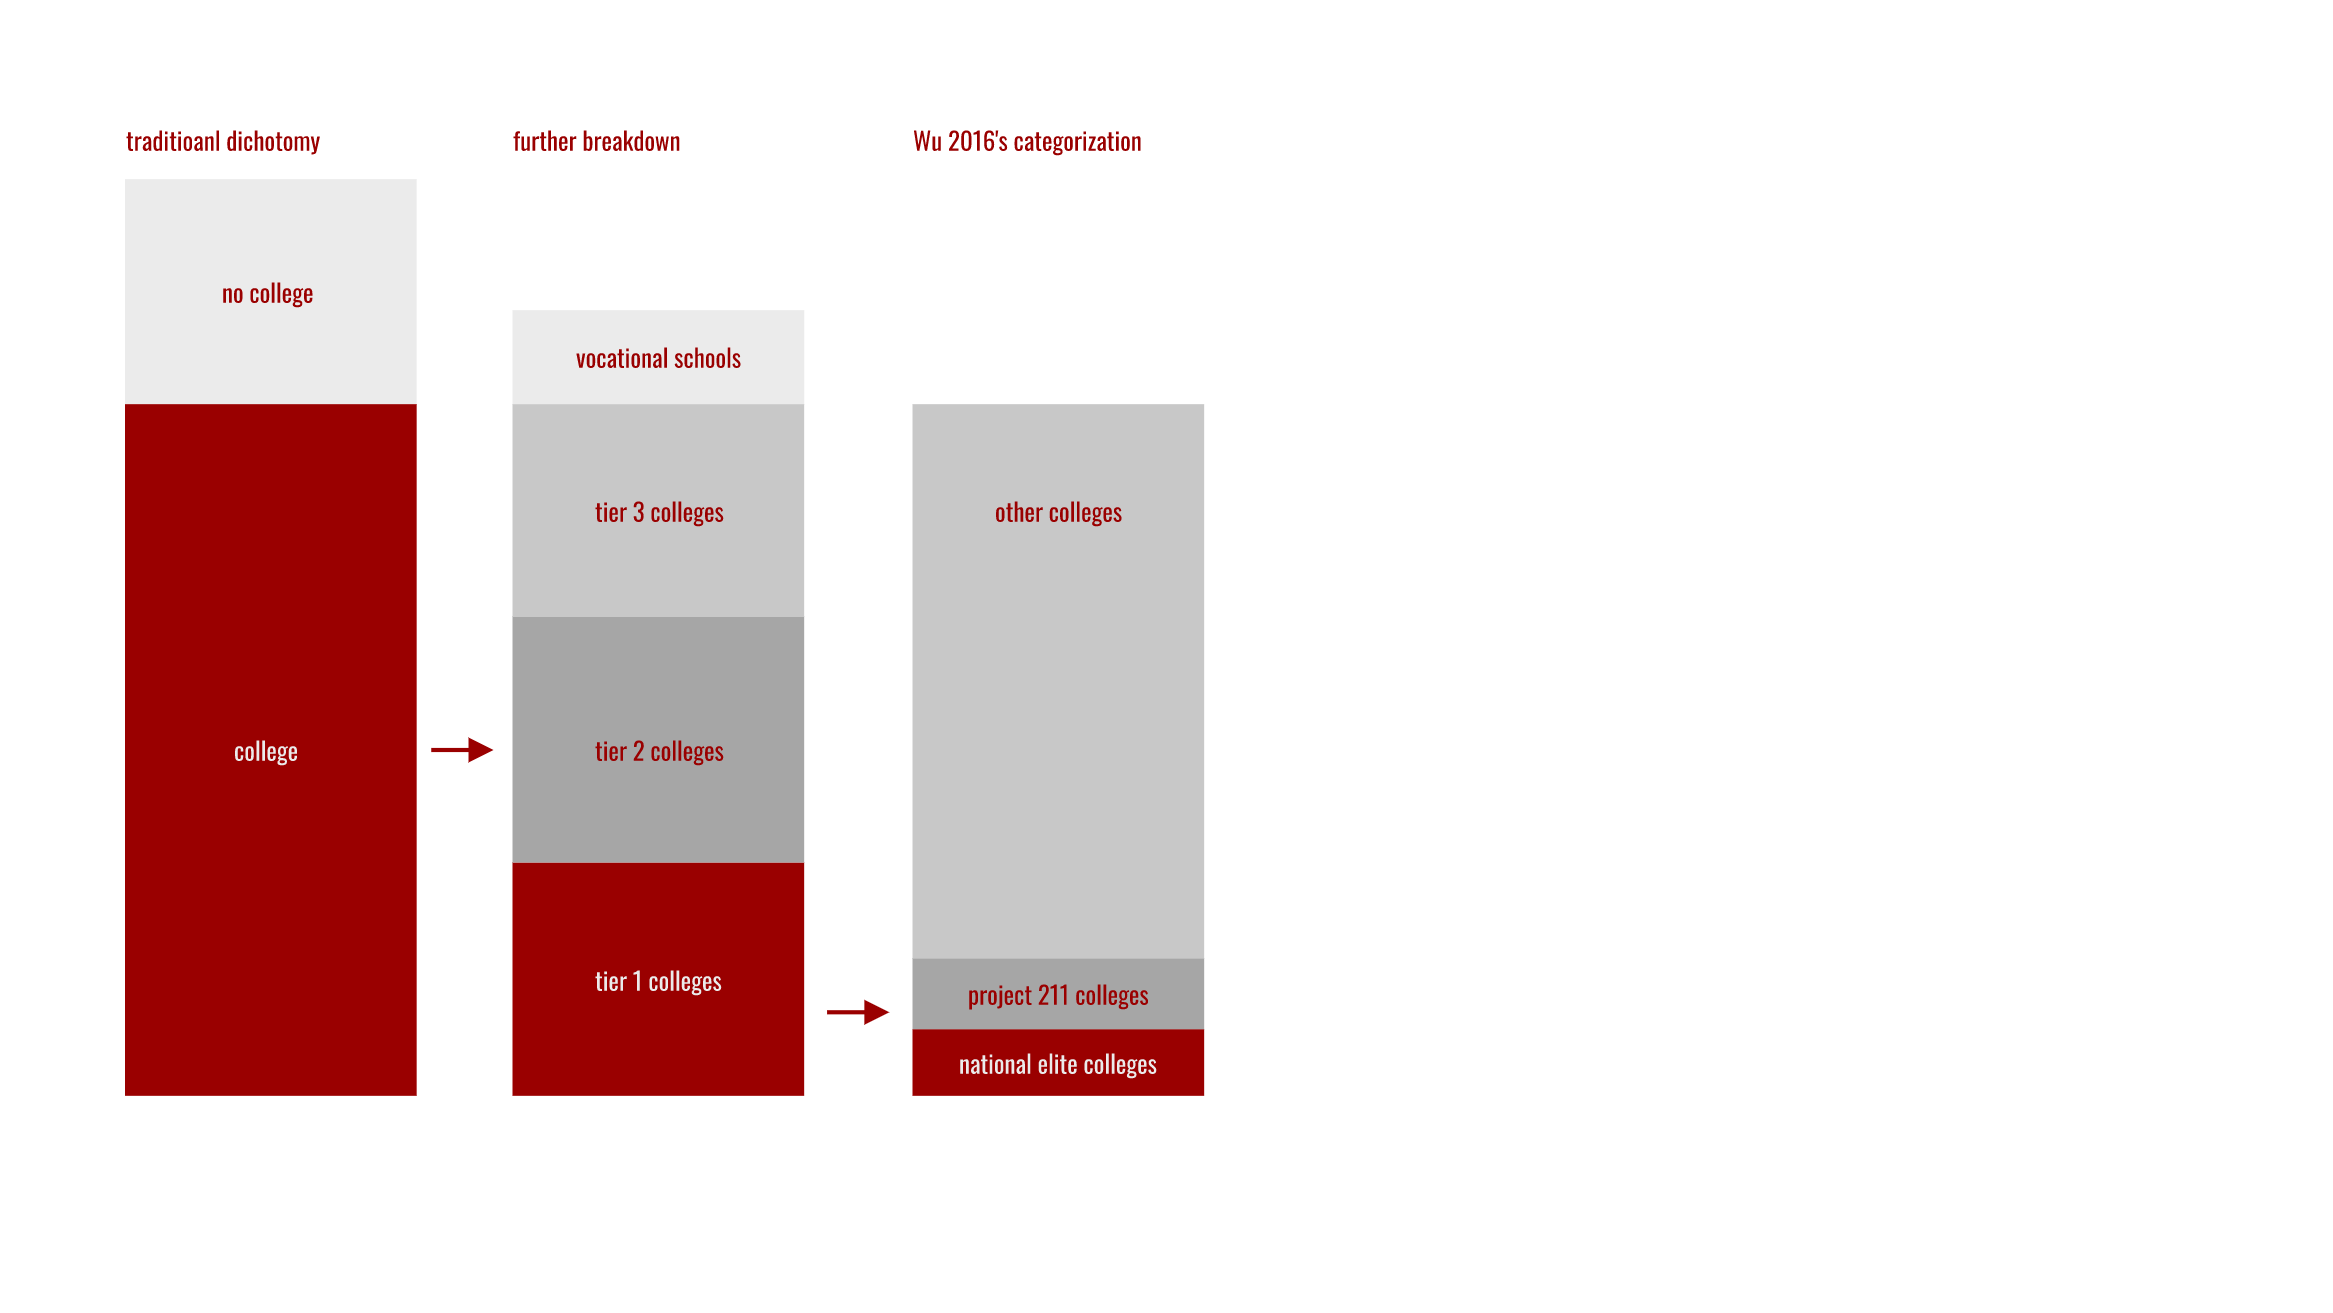 traditioanl dichotomy
further breakdown
Wu 2016's categorization
no college
vocational schools
tier 3 colleges
other colleges
college
tier 2 colleges
tier 1 colleges
project 211 colleges
national elite colleges